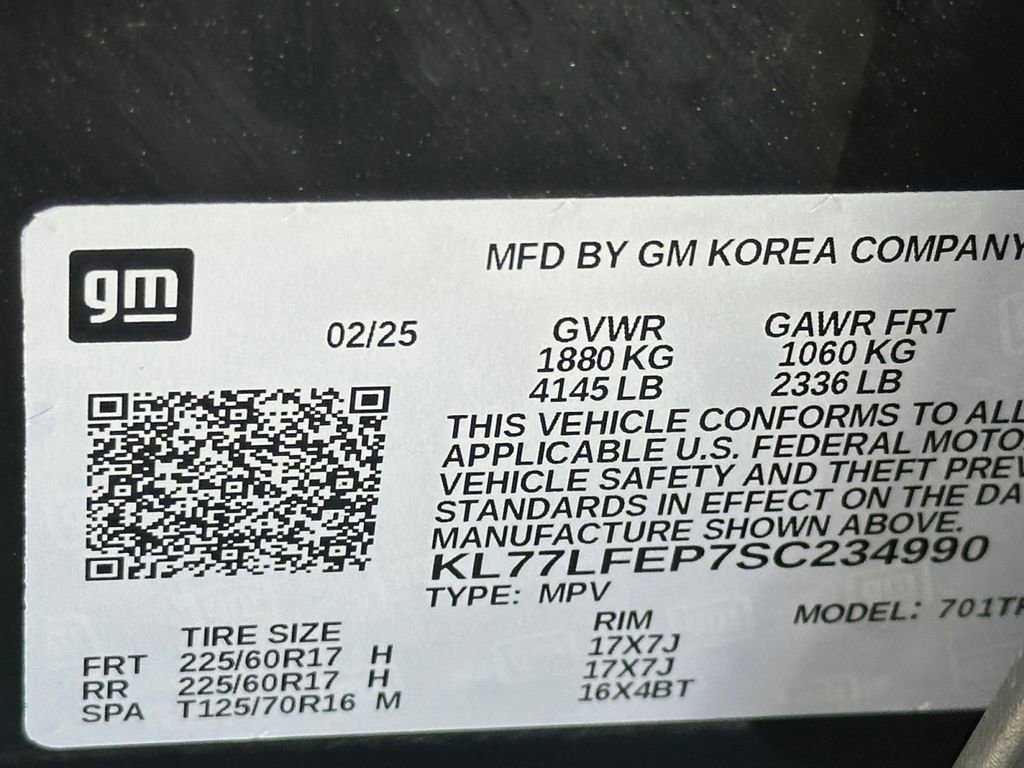 gm
MFD BY GM KOREA COMPANY
02/25
GVWR GAWR FRT
1880 KG 1060 KG
4145 LB 2336 LB
THIS VEHICLE CONFORMS TO ALL
APPLICABLE U.S. FEDERAL MOTO
VEHICLE SAFETY AND THEFT PREV
STANDARDS IN EFFECT ON THE DA
MANUFACTURE SHOWN ABOVE.
KL77LFEP7SC234990
TYPE: MPV MODEL: 701TR
TIRE SIZE RIM
FRT 225/60R17 H 17X7J
RR 225/60R17 H 17X7J
SPA T125/70R16 M 16X4BT